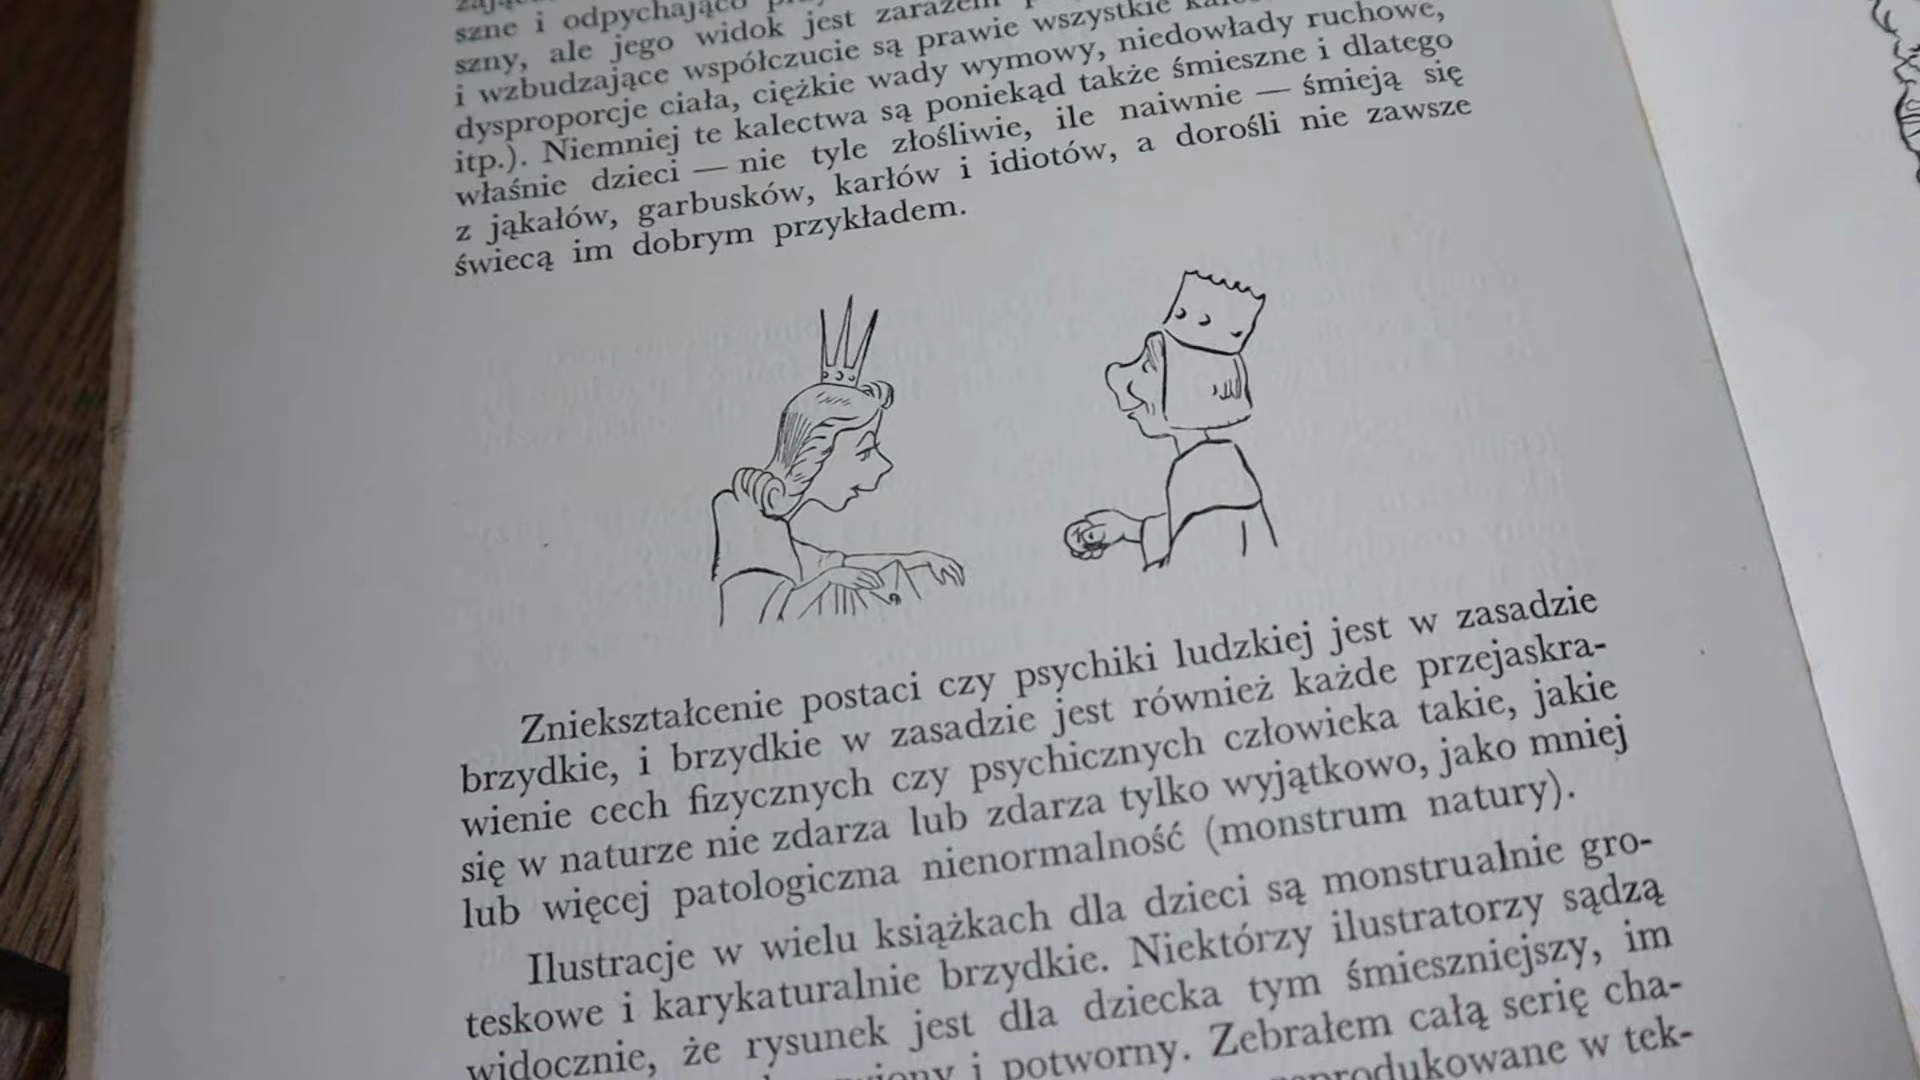 szne i odpychająco
szny, ale jego widok jest zarazem
i wzbudzające współczucie są prawie wszystkie
dysproporcje ciała, ciężkie wady wymowy, niedowłady ruchowe,
itp.). Niemniej te kalectwa są poniekąd także śmieszne i dlatego
właśnie dzieci — nie tyle złośliwie, ile naiwnie — śmieją się
z jąkałów, garbusków, karłów i idiotów, a dorośli nie zawsze
świecą im dobrym przykładem.
Zniekształcenie postaci czy psychiki ludzkiej jest w zasadzie
brzydkie, i brzydkie w zasadzie jest również każde przejaskra-
wienie cech fizycznych czy psychicznych człowieka takie, jakie
się w naturze nie zdarza lub zdarza tylko wyjątkowo, jako mniej
lub więcej patologiczna nienormalność (monstrum natury).
Ilustracje w wielu książkach dla dzieci są monstrualnie gro-
teskowe i karykaturalnie brzydkie. Niektórzy ilustratorzy sądzą
widocznie, że rysunek jest dla dziecka tym śmieszniejszy, im
i potworny. Zebrałem całą serię cha-
w tek-